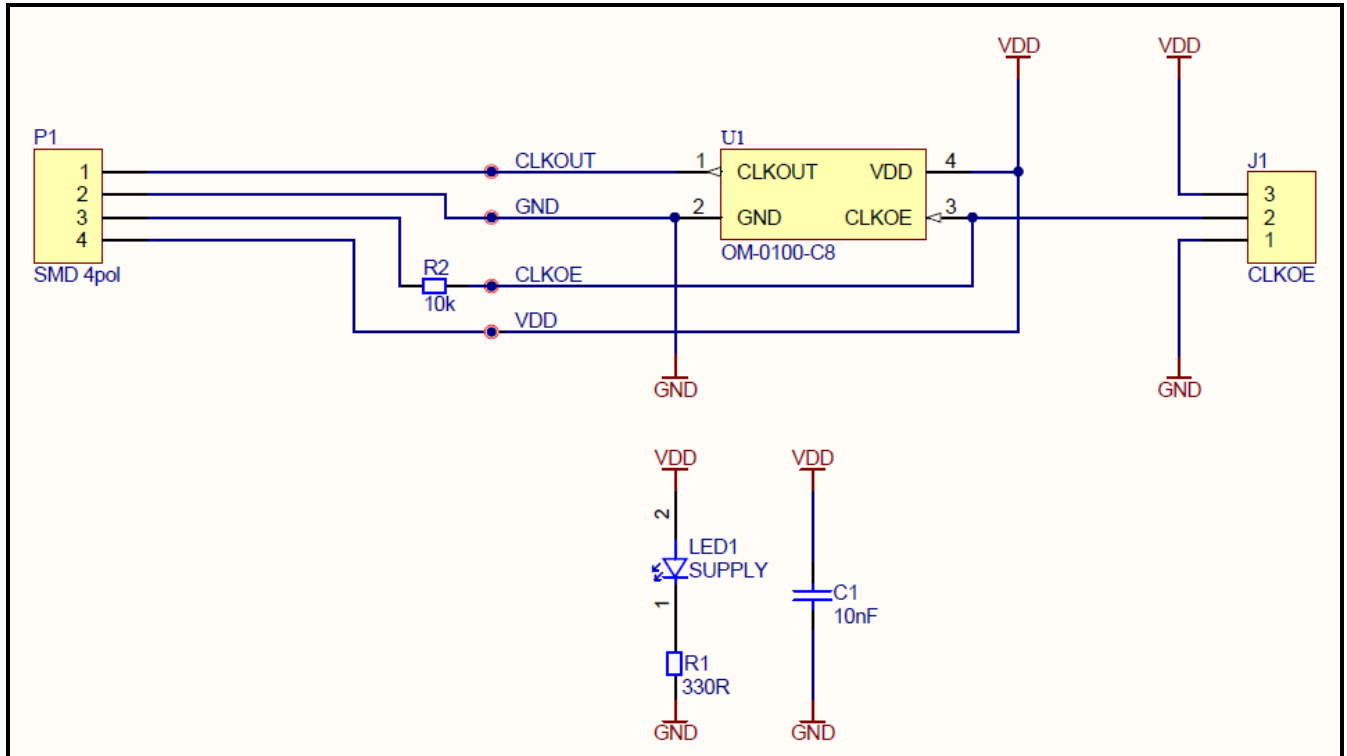 VDD
VDD
P1
U1
1
CLKOUT
1
CLKOUT
VDD
4
J1
2
GND
2
GND
CLKOE
3
3
3
2
4
1
SMD 4pol
OM-0100-C8
CLKOE
R2
CLKOE
10k
VDD
GND
GND
VDD
VDD
2
LED1
SUPPLY
1
C1
10nF
R1
330R
GND
GND